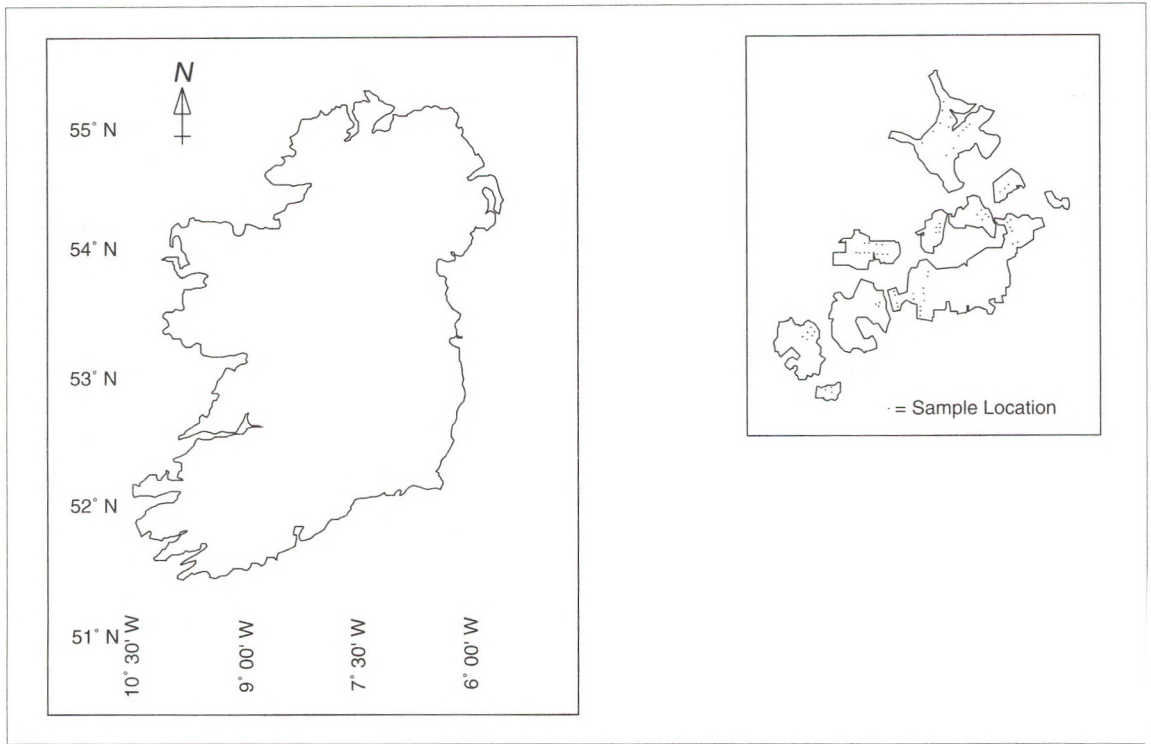 N
55° N
54° N
53° N
52° N
51° N
10° 30' W
9° 00' W
7° 30' W
6° 00' W
· = Sample Location